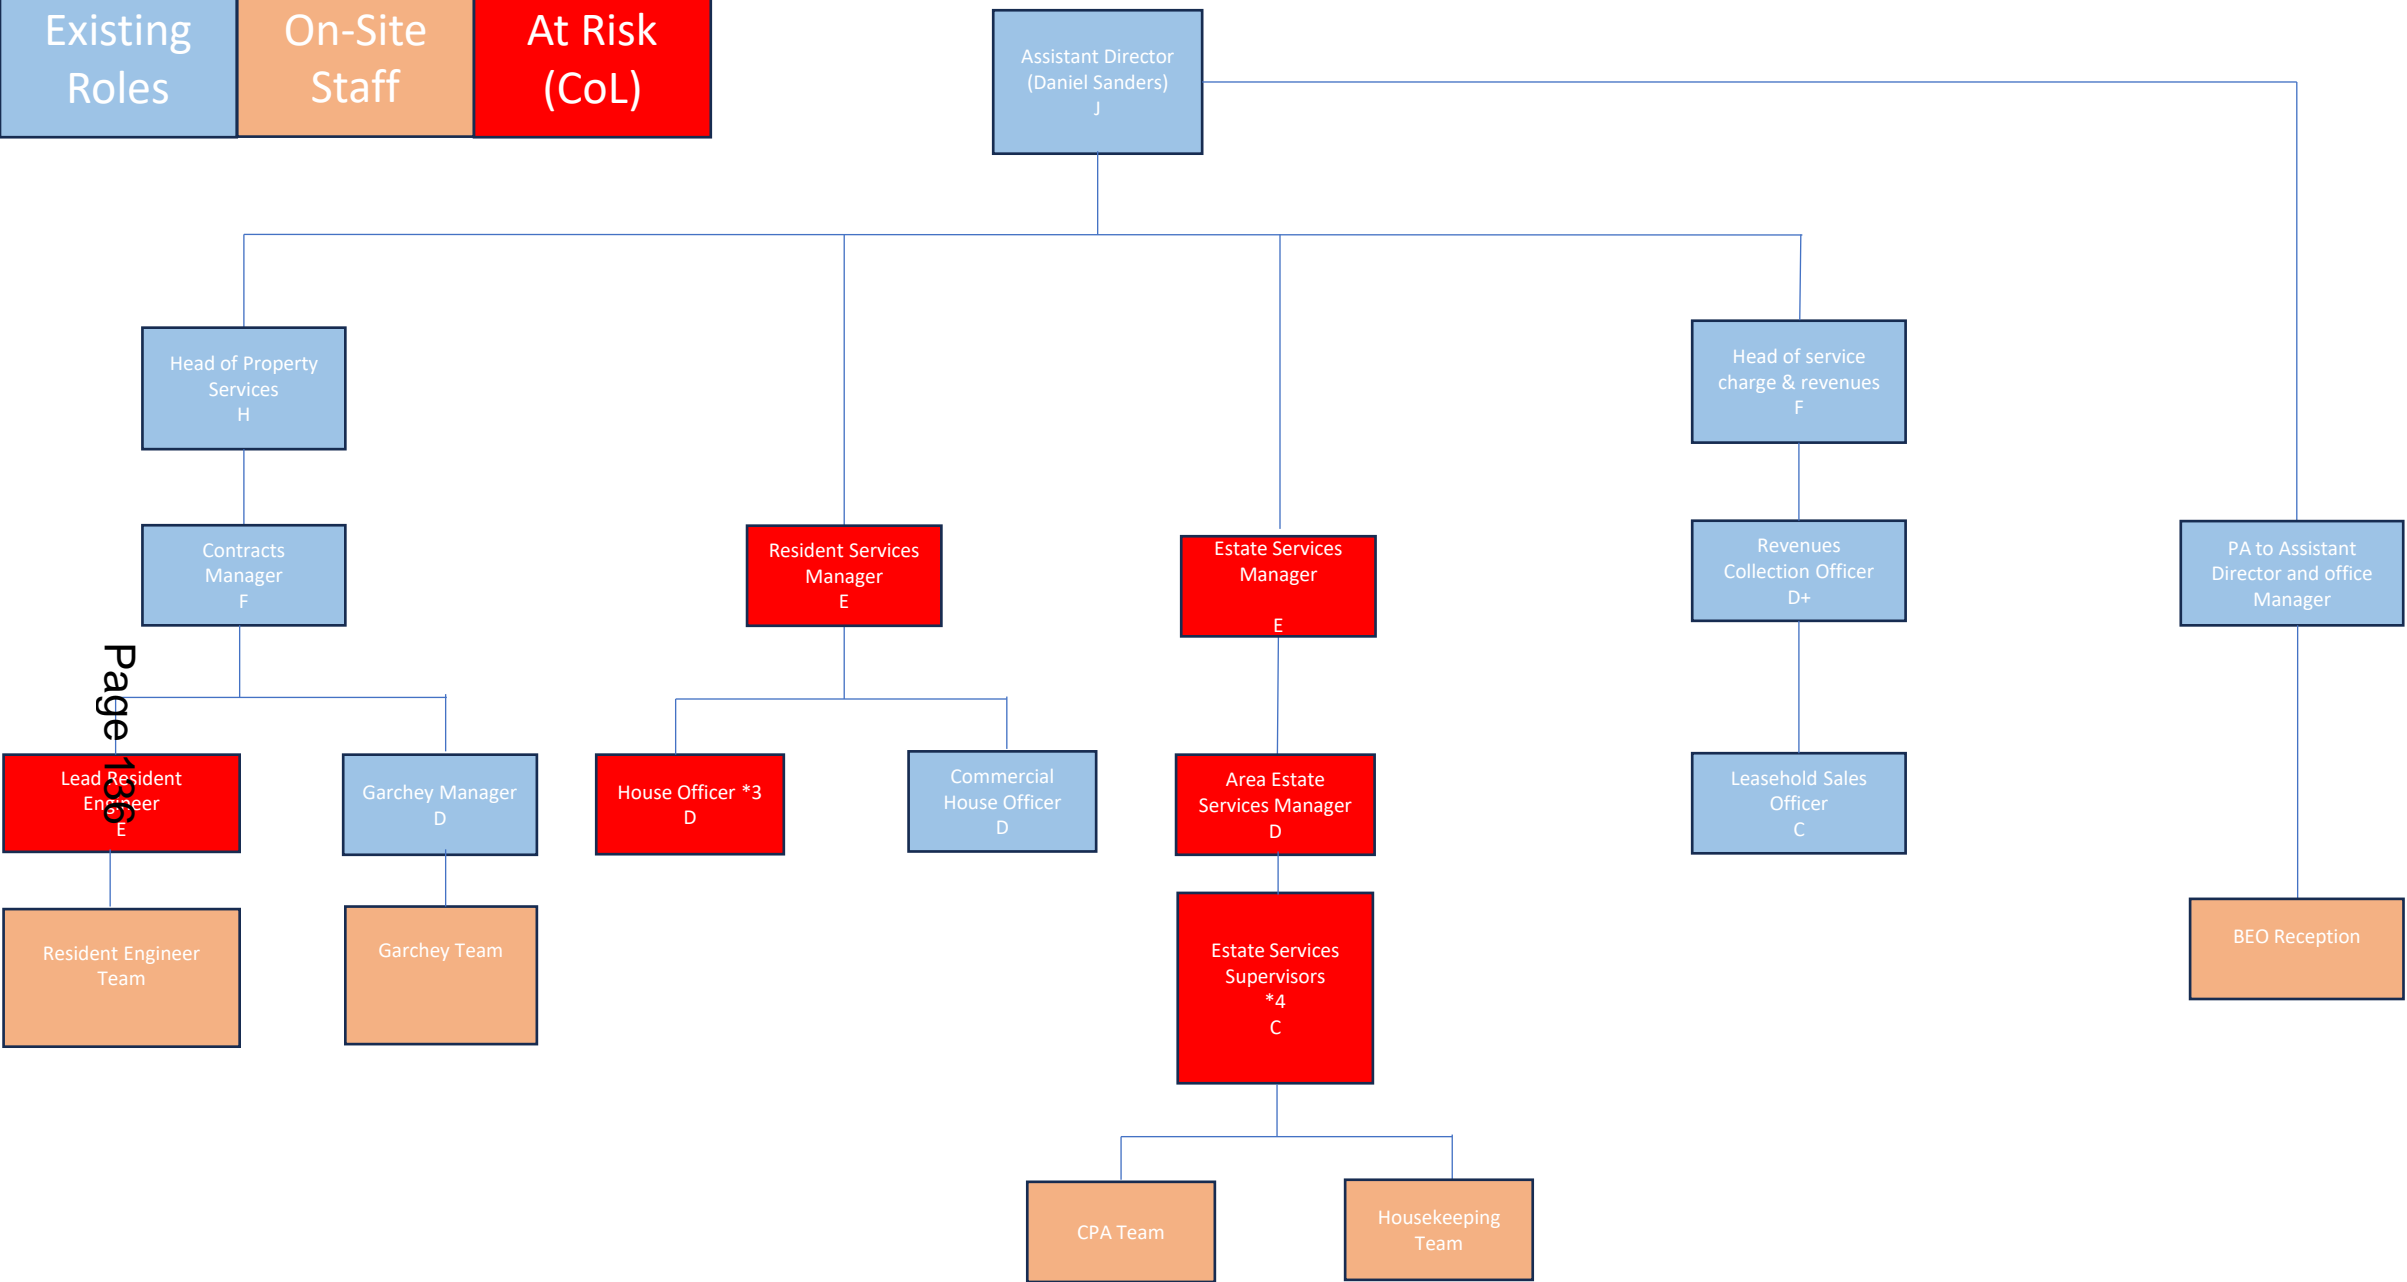 Existing
Roles
On-Site
Staff
At Risk
(CoL)
Assistant Director
(Daniel Sanders)
J
Head of Property
Services
H
Head of service
charge & revenues
F
Contracts
Manager
F
Resident Services
Manager
E
Estate Services
Manager
E
Revenues
Collection Officer
D+
PA to Assistant
Director and office
Manager
Page 136
Lead Resident
Engineer
E
Garchey Manager
D
House Officer *3
D
Commercial
House Officer
D
Area Estate
Services Manager
D
Leasehold Sales
Officer
C
Resident Engineer
Team
Garchey Team
Estate Services
Supervisors
*4
C
BEO Reception
CPA Team
Housekeeping
Team